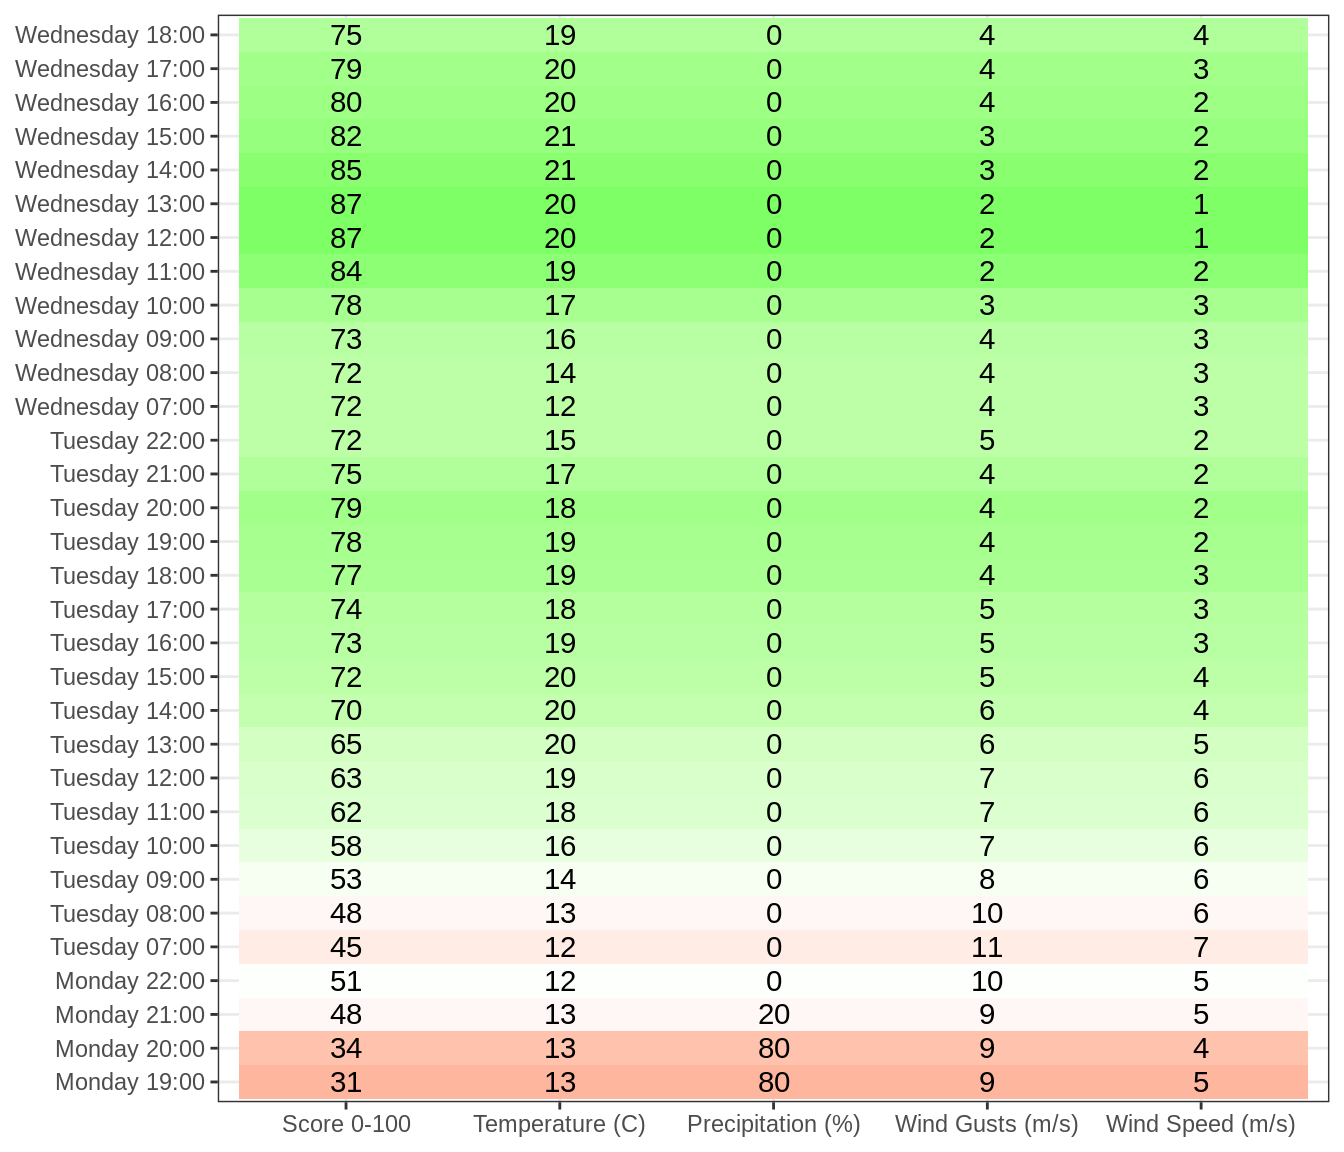 Wednesday 18:00 75 19 0 4 4
Wednesday 17:00 79 20 0 4 3
Wednesday 16:00 80 20 0 4 2
Wednesday 15:00 82 21 0 3 2
Wednesday 14:00 85 21 0 3 2
Wednesday 13:00 87 20 0 2 1
Wednesday 12:00 87 20 0 2 1
Wednesday 11:00 84 19 0 2 2
Wednesday 10:00 78 17 0 3 3
Wednesday 09:00 73 16 0 4 3
Wednesday 08:00 72 14 0 4 3
Wednesday 07:00 72 12 0 4 3
Tuesday 22:00 72 15 0 5 2
Tuesday 21:00 75 17 0 4 2
Tuesday 20:00 79 18 0 4 2
Tuesday 19:00 78 19 0 4 2
Tuesday 18:00 77 19 0 4 3
Tuesday 17:00 74 18 0 5 3
Tuesday 16:00 73 19 0 5 3
Tuesday 15:00 72 20 0 5 4
Tuesday 14:00 70 20 0 6 4
Tuesday 13:00 65 20 0 6 5
Tuesday 12:00 63 19 0 7 6
Tuesday 11:00 62 18 0 7 6
Tuesday 10:00 58 16 0 7 6
Tuesday 09:00 53 14 0 8 6
Tuesday 08:00 48 13 0 10 6
Tuesday 07:00 45 12 0 11 7
Monday 22:00 51 12 0 10 5
Monday 21:00 48 13 20 9 5
Monday 20:00 34 13 80 9 4
Monday 19:00 31 13 80 9 5
Score 0-100 Temperature (C) Precipitation (%) Wind Gusts (m/s) Wind Speed (m/s)